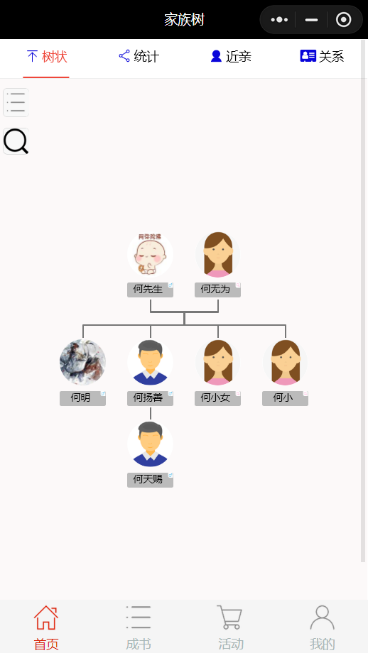 家族树
树状 统计 近亲 关系
何先生 何无为
何明 何扬善 何小女 何小
何天赐
首页 成书 活动 我的